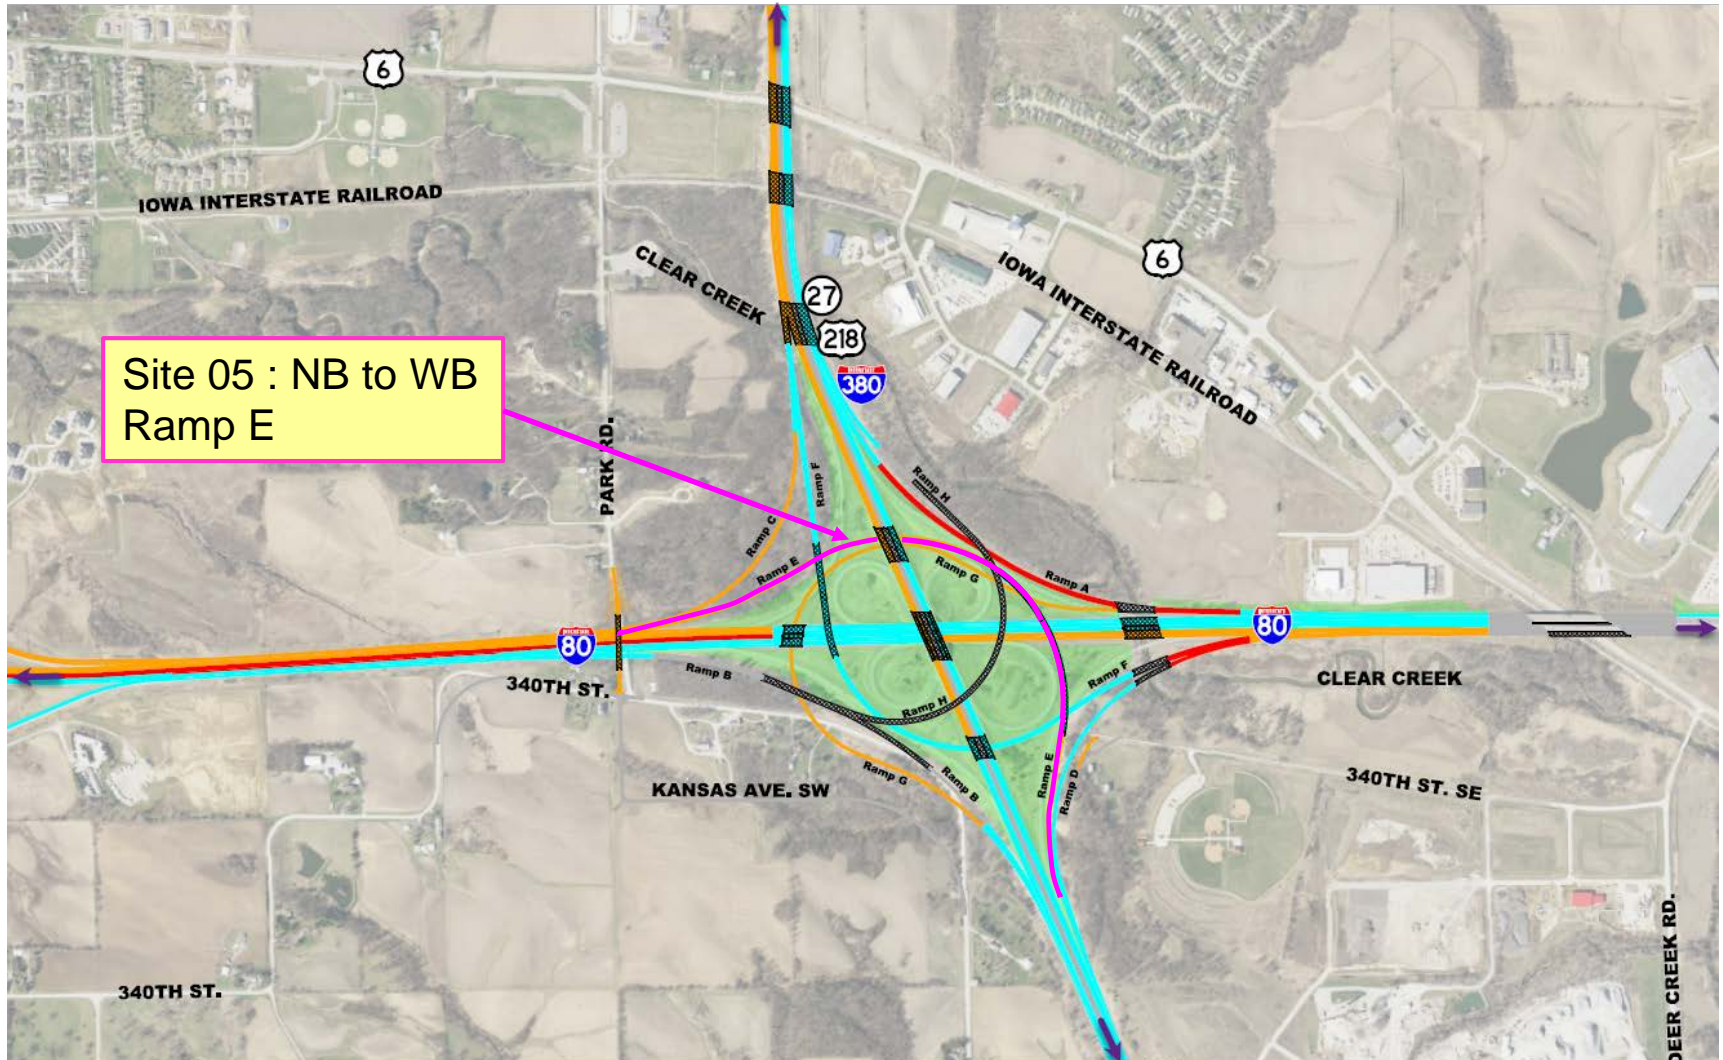 6
IOWA INTERSTATE RAILROAD
CLEAR CREEK
27
218
380
6
IOWA INTERSTATE RAILROAD
Site 05 : NB to WB
Ramp E
PARK RD.
Ramp F
Ramp H
Ramp C
Ramp E
Ramp G
Ramp A
80
80
340TH ST.
Ramp B
Ramp F
Ramp H
CLEAR CREEK
KANSAS AVE. SW
Ramp G
Ramp B
Ramp E
Ramp D
340TH ST. SE
340TH ST.
DEER CREEK RD.